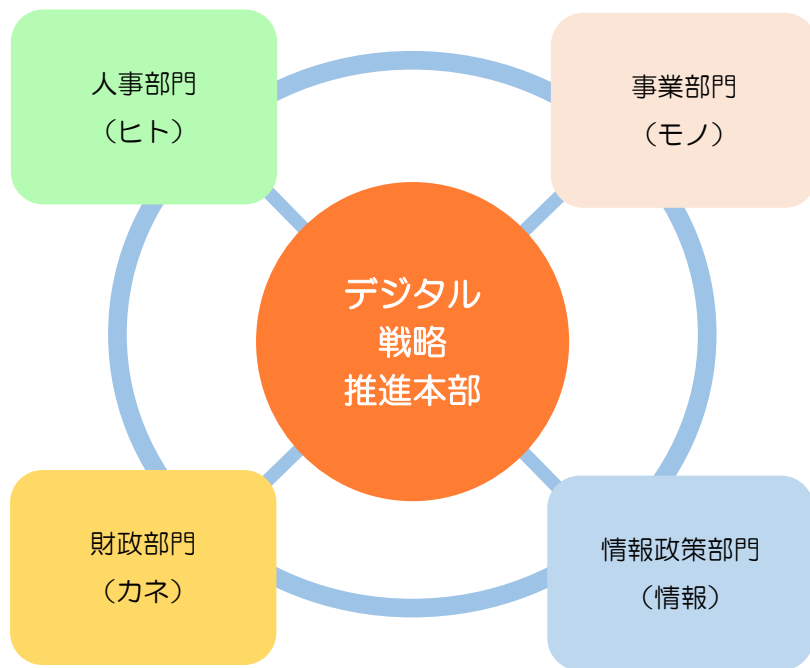 人事部門
（ヒト）
事業部門
（モノ）
デジタル
戦略
推進本部
財政部門
（カネ）
情報政策部門
（情報）